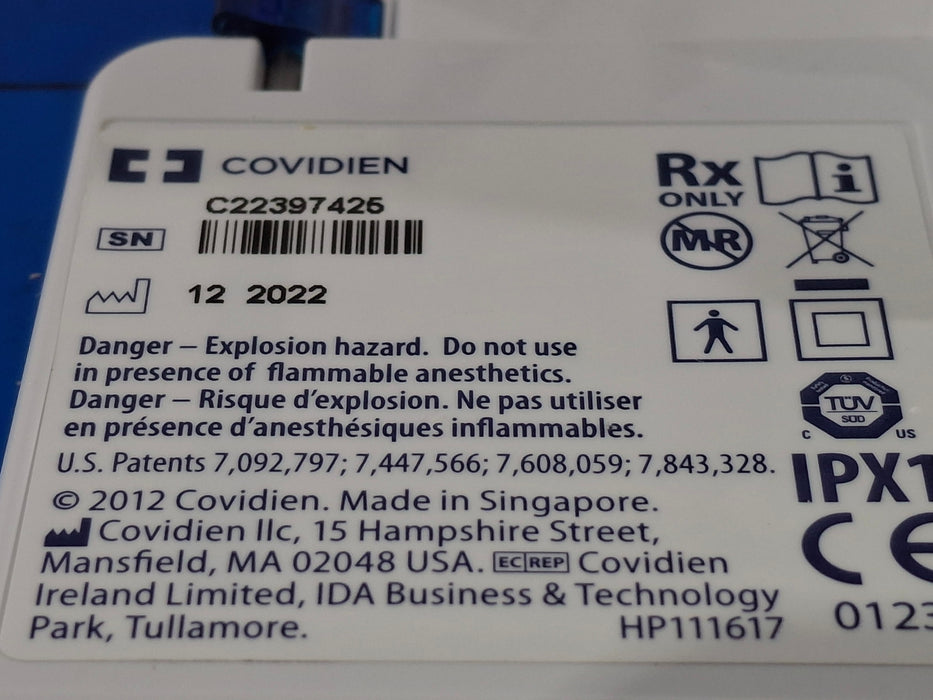 COVIDIEN
C22397425
SN
12 2022
Rx
ONLY
MR
Danger – Explosion hazard. Do not use
in presence of flammable anesthetics.
Danger – Risque d’explosion. Ne pas utiliser
en présence d’anesthésiques inflammables.
U.S. Patents 7,092,797; 7,447,566; 7,608,059; 7,843,328.
© 2012 Covidien. Made in Singapore.
Covidien llc, 15 Hampshire Street,
Mansfield, MA 02048 USA. EC REP Covidien
Ireland Limited, IDA Business & Technology
Park, Tullamore. HP111617
TÜV
SÜD
C US
IPX1
CE
0123